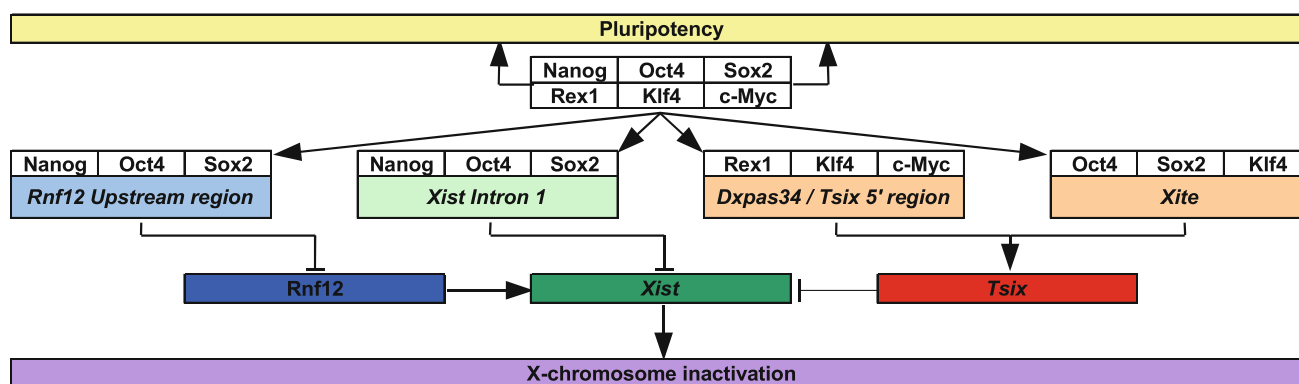 Pluripotency
Nanog Oct4 Sox2
Rex1 Klf4 c-Myc
Nanog Oct4 Sox2 Nanog Oct4 Sox2 Rex1 Klf4 c-Myc Oct4 Sox2 Klf4
Rnf12 Upstream region Xist Intron 1 Dxpas34 / Tsix 5' region Xite
Rnf12 Xist Tsix
X-chromosome inactivation